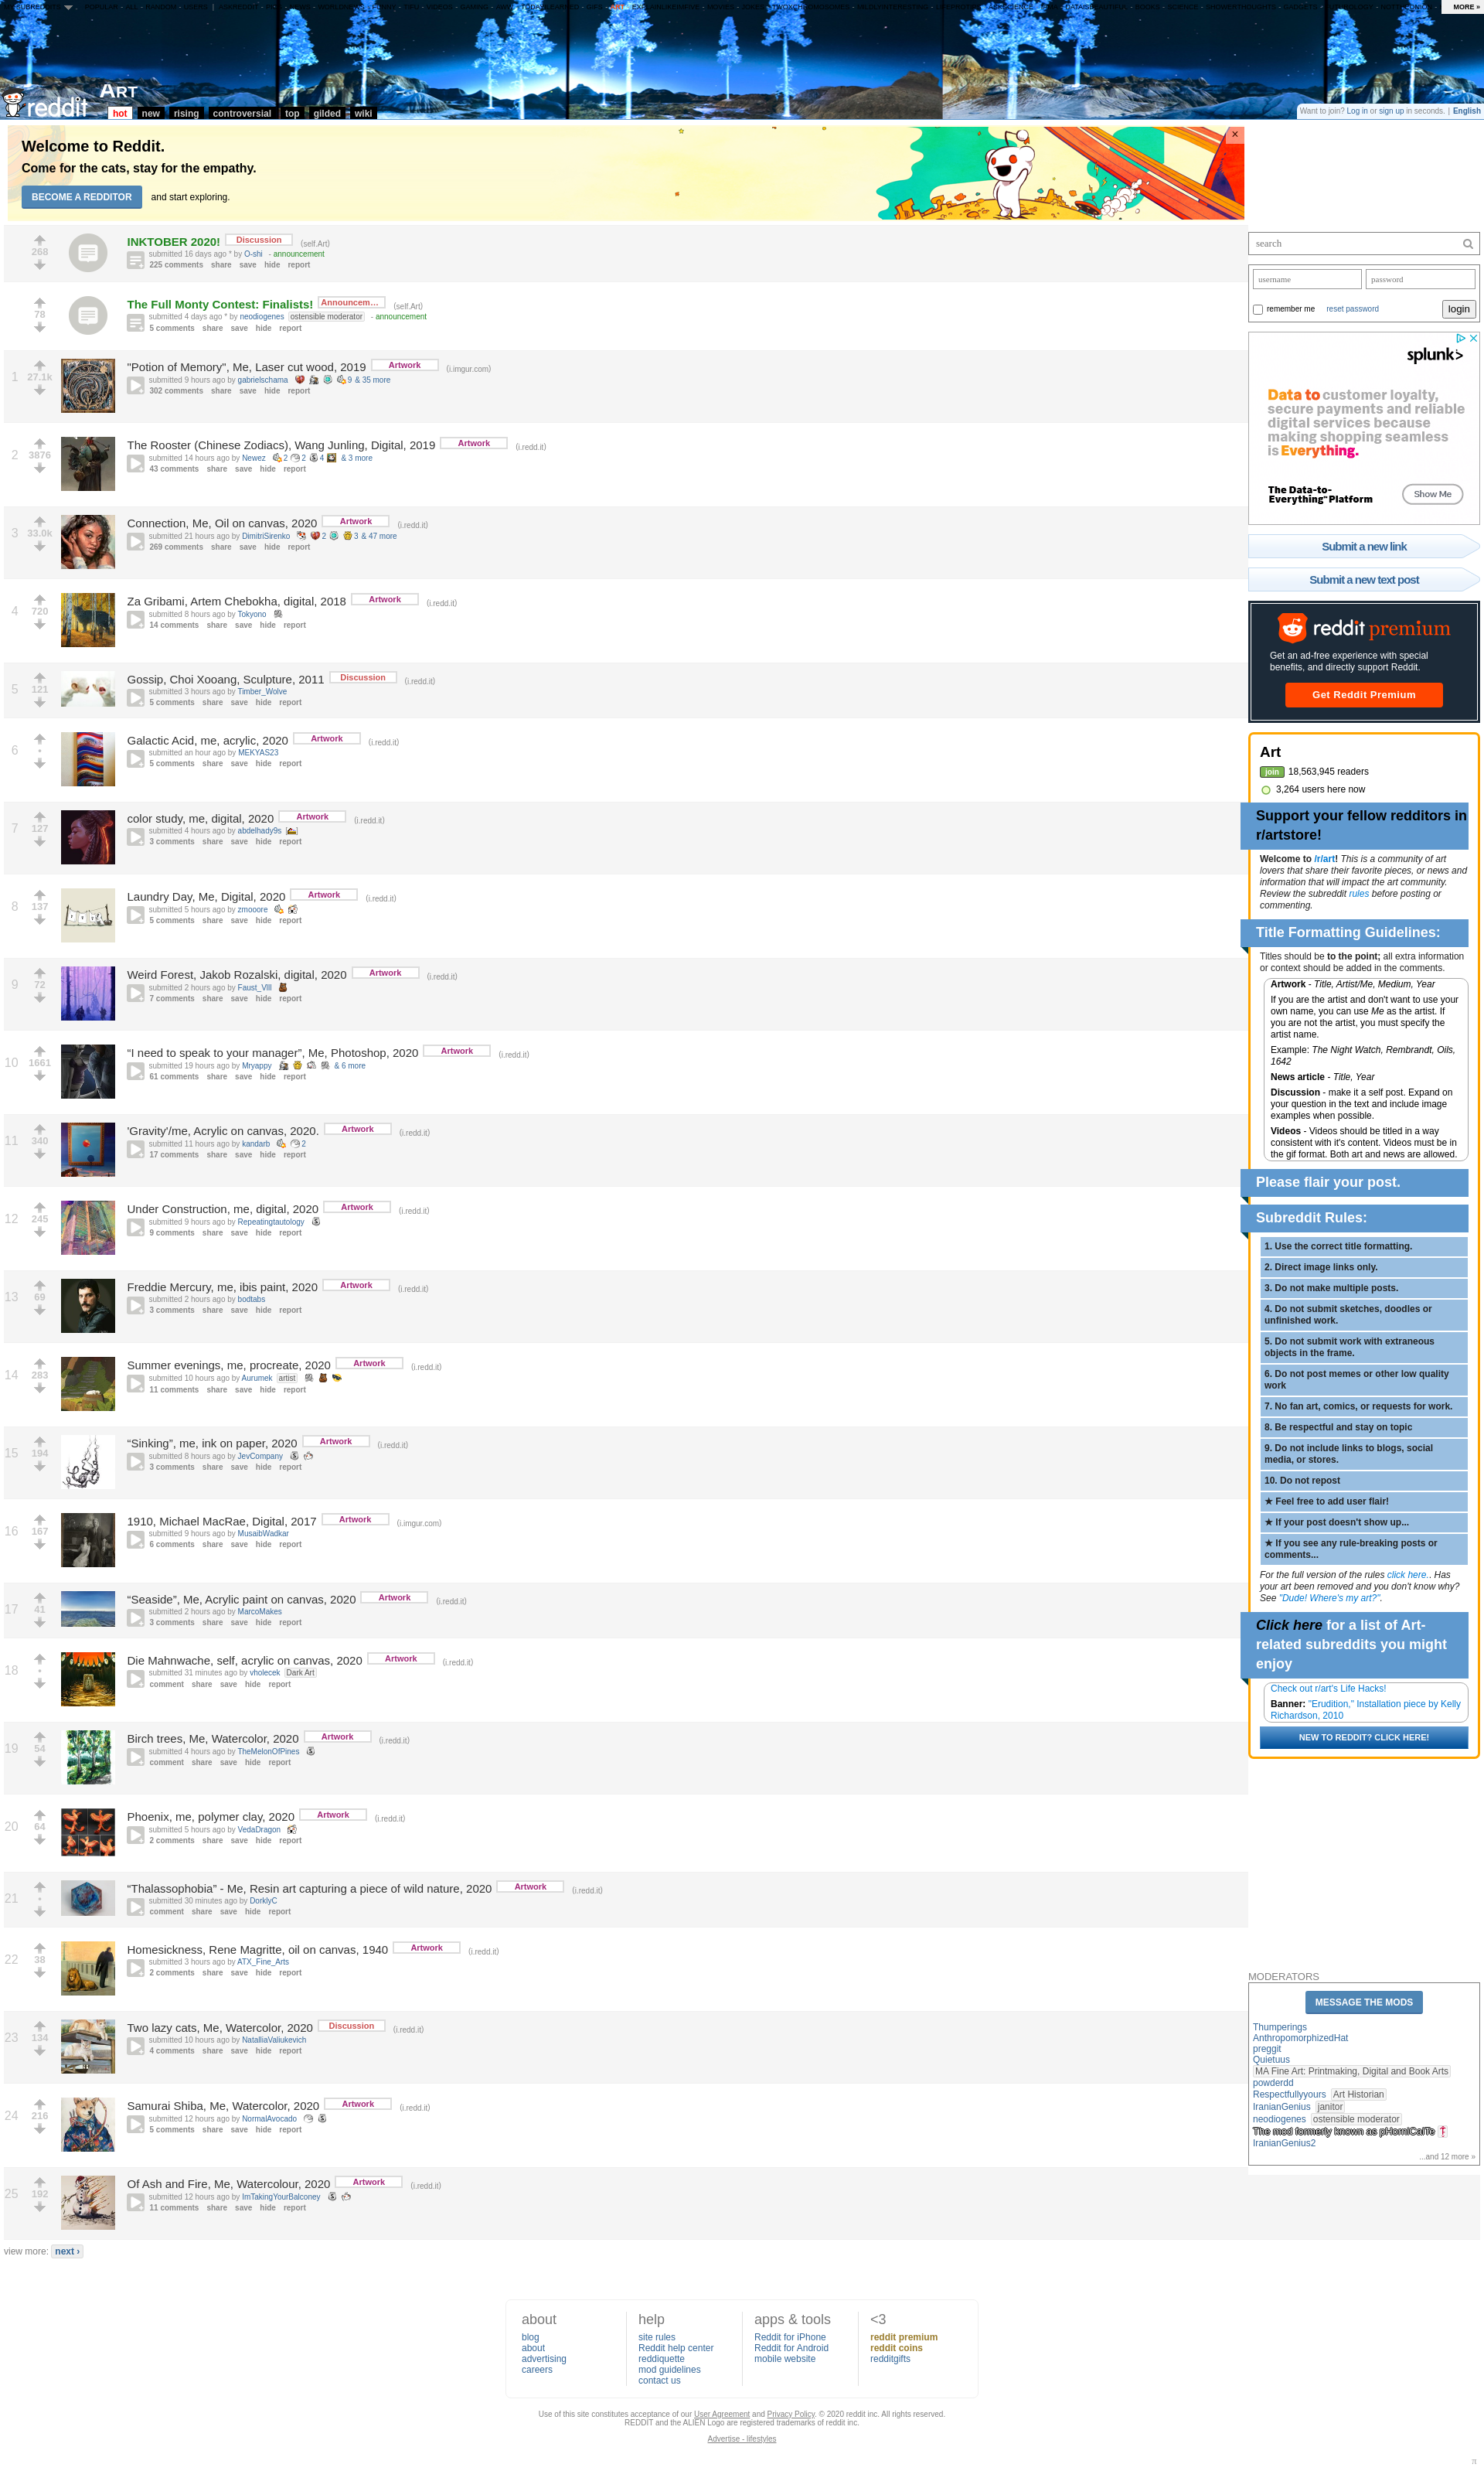 MORE »
reddit ART
hot new rising controversial top gilded wiki
Want to join? Log in or sign up in seconds. | English
Welcome to Reddit.
Come for the cats, stay for the empathy.
BECOME A REDDITOR and start exploring.
×
268
INKTOBER 2020! Discussion (self.Art)
submitted 16 days ago * by O-shi - announcement
225 comments share save hide report
78
The Full Monty Contest: Finalists! Announcem… (self.Art)
submitted 4 days ago * by neodiogenes ostensible moderator - announcement
5 comments share save hide report
1
27.1k
"Potion of Memory", Me, Laser cut wood, 2019 Artwork (i.imgur.com)
submitted 9 hours ago by gabrielschama 9 & 35 more
302 comments share save hide report
2
3876
The Rooster (Chinese Zodiacs), Wang Junling, Digital, 2019 Artwork (i.redd.it)
submitted 14 hours ago by Newez 2 2 4 & 3 more
43 comments share save hide report
3
33.0k
Connection, Me, Oil on canvas, 2020 Artwork (i.redd.it)
submitted 21 hours ago by DimitriSirenko 2 3 & 47 more
269 comments share save hide report
4
720
Za Gribami, Artem Chebokha, digital, 2018 Artwork (i.redd.it)
submitted 8 hours ago by Tokyono
14 comments share save hide report
5
121
Gossip, Choi Xooang, Sculpture, 2011 Discussion (i.redd.it)
submitted 3 hours ago by Timber_Wolve
5 comments share save hide report
6
•
Galactic Acid, me, acrylic, 2020 Artwork (i.redd.it)
submitted an hour ago by MEKYAS23
5 comments share save hide report
7
127
color study, me, digital, 2020 Artwork (i.redd.it)
submitted 4 hours ago by abdelhady9s
3 comments share save hide report
8
137
Laundry Day, Me, Digital, 2020 Artwork (i.redd.it)
submitted 5 hours ago by zmooore
5 comments share save hide report
9
72
Weird Forest, Jakob Rozalski, digital, 2020 Artwork (i.redd.it)
submitted 2 hours ago by Faust_VIII
7 comments share save hide report
10
1661
“I need to speak to your manager”, Me, Photoshop, 2020 Artwork (i.redd.it)
submitted 19 hours ago by Mryappy & 6 more
61 comments share save hide report
11
340
'Gravity'/me, Acrylic on canvas, 2020. Artwork (i.redd.it)
submitted 11 hours ago by kandarb 2
17 comments share save hide report
12
245
Under Construction, me, digital, 2020 Artwork (i.redd.it)
submitted 9 hours ago by Repeatingtautology
9 comments share save hide report
13
69
Freddie Mercury, me, ibis paint, 2020 Artwork (i.redd.it)
submitted 2 hours ago by bodtabs
3 comments share save hide report
14
283
Summer evenings, me, procreate, 2020 Artwork (i.redd.it)
submitted 10 hours ago by Aurumek artist
11 comments share save hide report
15
194
“Sinking”, me, ink on paper, 2020 Artwork (i.redd.it)
submitted 8 hours ago by JevCompany
3 comments share save hide report
16
167
1910, Michael MacRae, Digital, 2017 Artwork (i.imgur.com)
submitted 9 hours ago by MusaibWadkar
6 comments share save hide report
17
41
“Seaside”, Me, Acrylic paint on canvas, 2020 Artwork (i.redd.it)
submitted 2 hours ago by MarcoMakes
3 comments share save hide report
18
•
Die Mahnwache, self, acrylic on canvas, 2020 Artwork (i.redd.it)
submitted 31 minutes ago by vholecek Dark Art
comment share save hide report
19
54
Birch trees, Me, Watercolor, 2020 Artwork (i.redd.it)
submitted 4 hours ago by TheMelonOfPines
comment share save hide report
20
64
Phoenix, me, polymer clay, 2020 Artwork (i.redd.it)
submitted 5 hours ago by VedaDragon
2 comments share save hide report
21
•
“Thalassophobia” - Me, Resin art capturing a piece of wild nature, 2020 Artwork (i.redd.it)
submitted 30 minutes ago by DorklyC
comment share save hide report
22
38
Homesickness, Rene Magritte, oil on canvas, 1940 Artwork (i.redd.it)
submitted 3 hours ago by ATX_Fine_Arts
2 comments share save hide report
23
134
Two lazy cats, Me, Watercolor, 2020 Discussion (i.redd.it)
submitted 10 hours ago by NatalliaValiukevich
4 comments share save hide report
24
216
Samurai Shiba, Me, Watercolor, 2020 Artwork (i.redd.it)
submitted 12 hours ago by NormalAvocado
5 comments share save hide report
25
192
Of Ash and Fire, Me, Watercolour, 2020 Artwork (i.redd.it)
submitted 12 hours ago by ImTakingYourBalconey
11 comments share save hide report
view more: next ›
search
username password
remember me reset password login
splunk>
Data to customer loyalty,
secure payments and reliable
delivery status because
making shopping seamless
is Everything.
The Data-to-
Everything™ Platform
Show Me
Submit a new link
Submit a new text post
reddit premium
Get an ad-free experience with special
benefits, and directly support Reddit.
Get Reddit Premium
Art
join 18,563,945 readers
3,264 users here now
Support your fellow redditors in
r/artstore!
Welcome to /r/art! This is a community of art
lovers that share their favorite pieces, or news and
information that will impact the art community.
Review the subreddit rules before posting or
commenting.
Title Formatting Guidelines:
Titles should be to the point; all extra information
or context should be added in the comments.
Artwork - Title, Artist/Me, Medium, Year
If you are the artist and don't want to use your
own name, you can use Me as the artist. If
you are not the artist, you must specify the
artist name.
Example: The Night Watch, Rembrandt, Oils,
1642
News article - Title, Year
Discussion - make it a self post. Expand on
your question in the text and include image
examples when possible.
Videos - Videos should be titled in a way
consistent with it's content. Videos must be in
the gif format. Both art and news are allowed.
Please flair your post.
Subreddit Rules:
1. Use the correct title formatting.
2. Direct image links only.
3. Do not make multiple posts.
4. Do not submit sketches, doodles or
unfinished work.
5. Do not submit work with extraneous
objects in the frame.
6. Do not post memes or other low quality
work
7. No fan art, comics, or requests for work.
8. Be respectful and stay on topic
9. Do not include links to blogs, social
media, or stores.
10. Do not repost
★ Feel free to add user flair!
★ If your post doesn't show up...
★ If you see any rule-breaking posts or
comments...
For the full version of the rules click here.. Has
your art been removed and you don't know why?
See "Dude! Where's my art?".
Click here for a list of Art-
related subreddits you might
enjoy
Check out r/art's Life Hacks!
Banner: "Erudition," Installation piece by Kelly
Richardson, 2010
NEW TO REDDIT? CLICK HERE!
MODERATORS
MESSAGE THE MODS
Thumperings
AnthropomorphizedHat
preggit
Quietuus
MA Fine Art: Printmaking, Digital and Book Arts
powderdd
Respectfullyyours Art Historian
IranianGenius janitor
neodiogenes ostensible moderator
The mod formerly known as pHorniCaiTe
IranianGenius2
...and 12 more »
about
blog
about
advertising
careers
help
site rules
Reddit help center
reddiquette
mod guidelines
contact us
apps & tools
Reddit for iPhone
Reddit for Android
mobile website
<3
reddit premium
reddit coins
redditgifts
Use of this site constitutes acceptance of our User Agreement and Privacy Policy. © 2020 reddit inc. All rights reserved.
REDDIT and the ALIEN Logo are registered trademarks of reddit inc.
Advertise - lifestyles
π